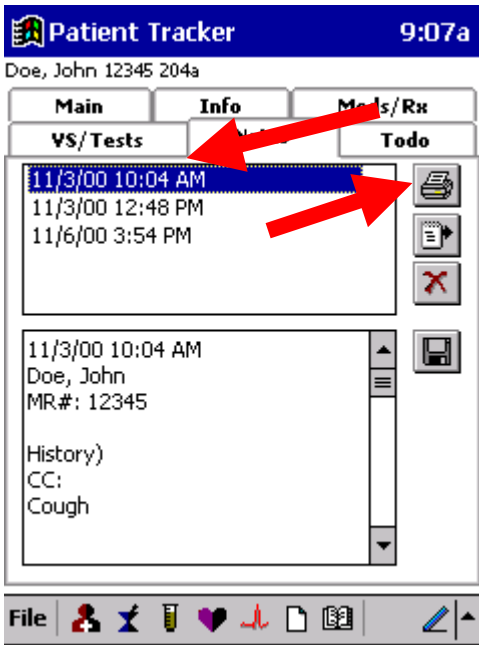 Patient Tracker 9:07a
Doe, John 12345 204a
Main Info Meds/Rx
VS/Tests Todo
11/3/00 10:04 AM
11/3/00 12:48 PM
11/6/00 3:54 PM
11/3/00 10:04 AM
Doe, John
MR#: 12345
History)
CC:
Cough
File